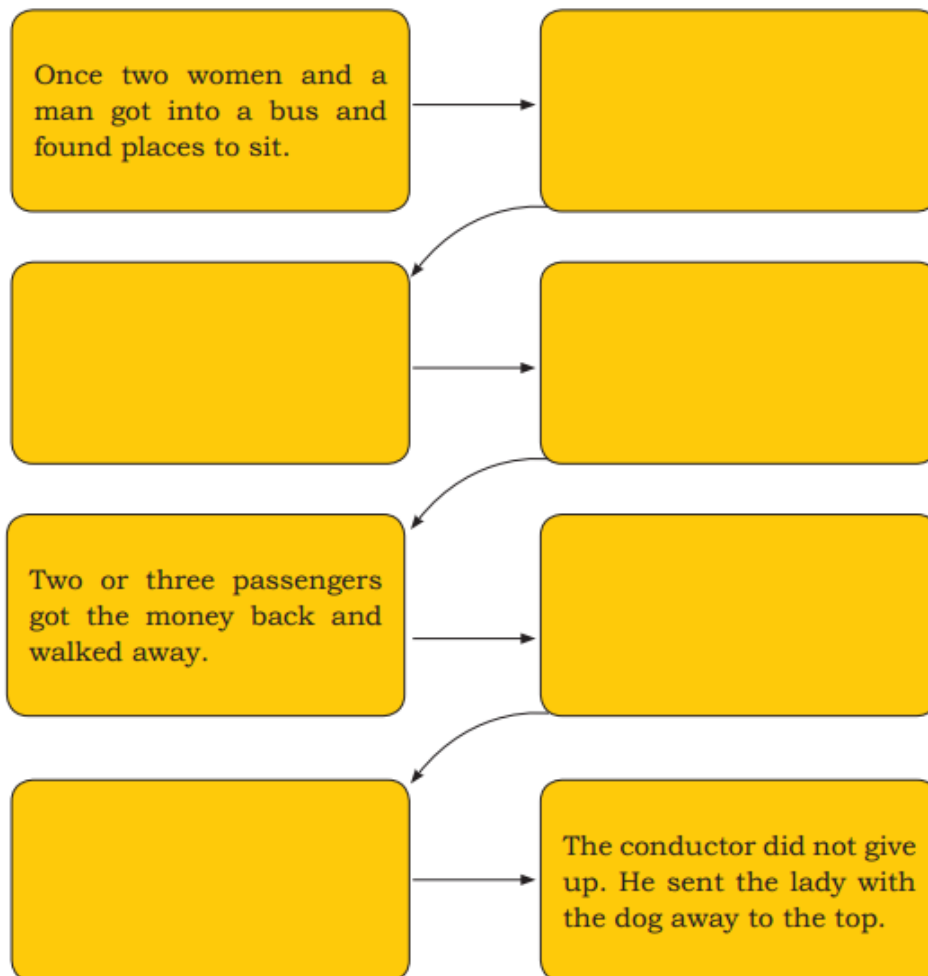 Once two women and a
man got into a bus and
found places to sit.
Two or three passengers
got the money back and
walked away.
The conductor did not give
up. He sent the lady with
the dog away to the top.